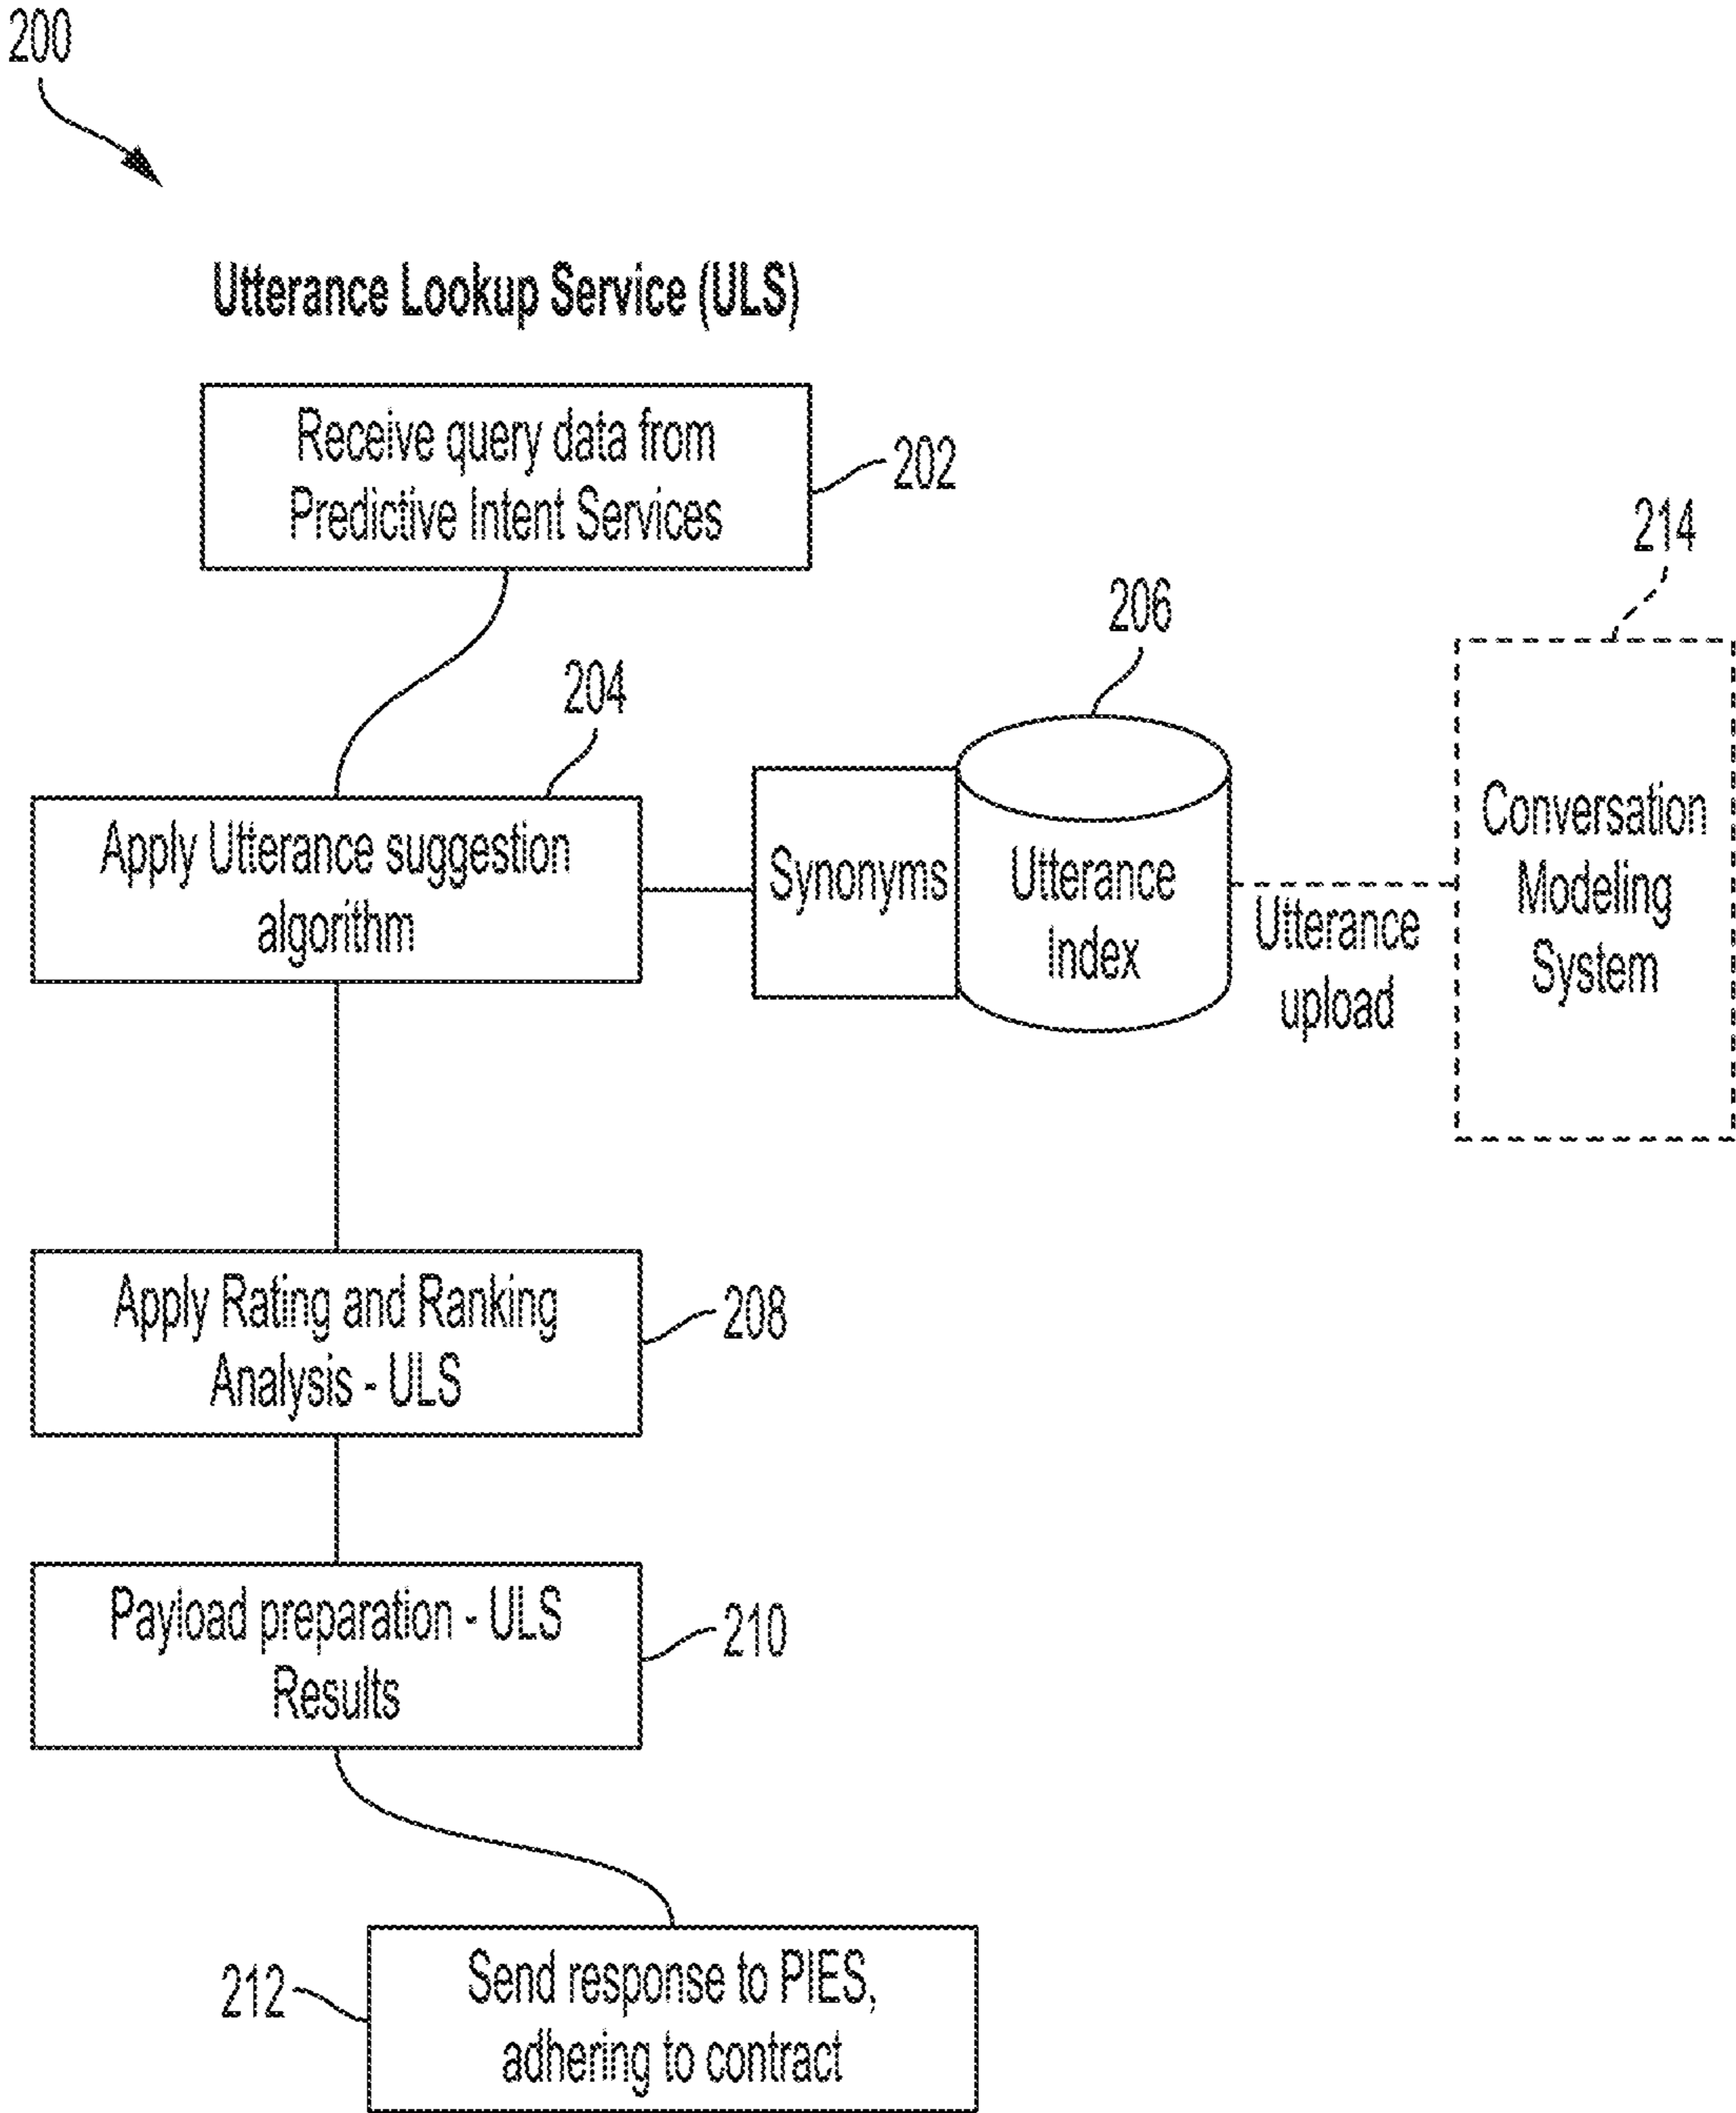 200
Utterance Lookup Service (ULS)
Receive query data from
Predictive Intent Services
202
204
Apply Utterance suggestion
algorithm
Synonyms
206
Utterance
Index
Utterance
upload
214
Conversation
Modeling
System
Apply Rating and Ranking
Analysis - ULS
208
Payload preparation - ULS
Results
210
212
Send response to PIES,
adhering to contract